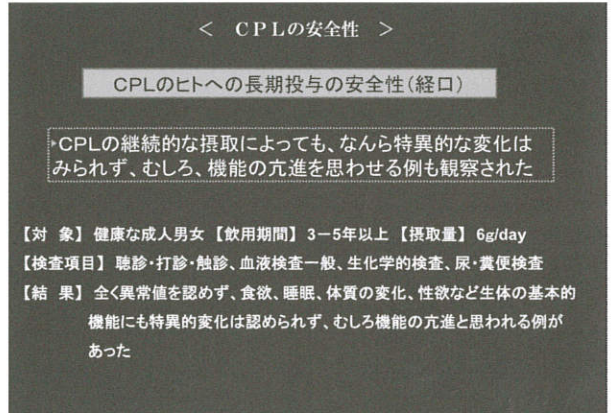 ＜　ＣＰＬの安全性　＞
CPLのヒトへの長期投与の安全性（経口）
▸CPLの継続的な摂取によっても、なんら特異的な変化は
みられず、むしろ、機能の亢進を思わせる例も観察された
【対　象】 健康な成人男女 【飲用期間】 3－5年以上 【摂取量】 6g/day
【検査項目】 聴診・打診・触診、血液検査一般、生化学的検査、尿・糞便検査
【結　果】 全く異常値を認めず、食欲、睡眠、体質の変化、性欲など生体の基本的
機能にも特異的変化は認められず、むしろ機能の亢進と思われる例が
あった